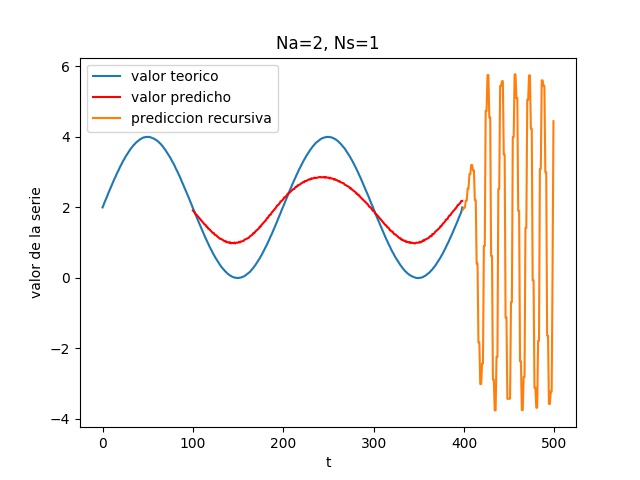 Na=2, Ns=1
valor teorico
valor predicho
prediccion recursiva
valor de la serie
6
4
2
0
−2
−4
0 100 200 300 400 500
t